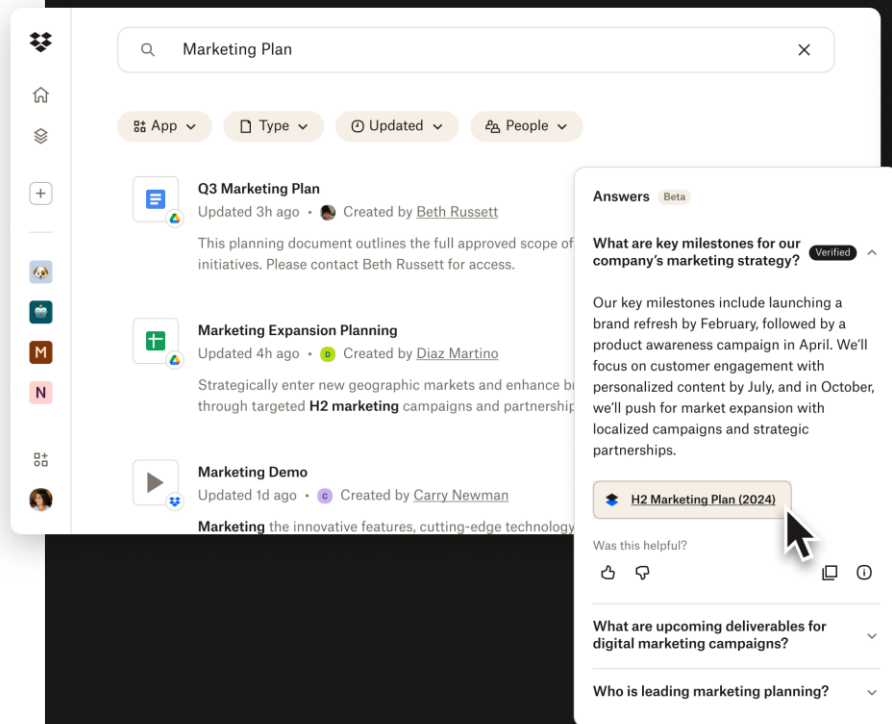 Marketing Plan
App
Type
Updated
People
Q3 Marketing Plan
Updated 3h ago • Created by Beth Russett
This planning document outlines the full approved scope of
initiatives. Please contact Beth Russett for access.
Marketing Expansion Planning
Updated 4h ago • D Created by Diaz Martino
Strategically enter new geographic markets and enhance
through targeted H2 marketing campaigns and
Marketing Demo
Updated 1d ago • C Created by Carry Newman
Marketing the innovative features, cutting-edge technology
M
N
Answers Beta
What are key milestones for our
company's marketing strategy? Verified
Our key milestones include launching a
brand refresh by February, followed by a
product awareness campaign in April. We'll
focus on customer engagement with
personalized content by July, and in October,
we'll push for market expansion with
localized campaigns and strategic
partnerships.
H2 Marketing Plan (2024)
Was this helpful?
What are upcoming deliverables for
digital marketing campaigns?
Who is leading marketing planning?